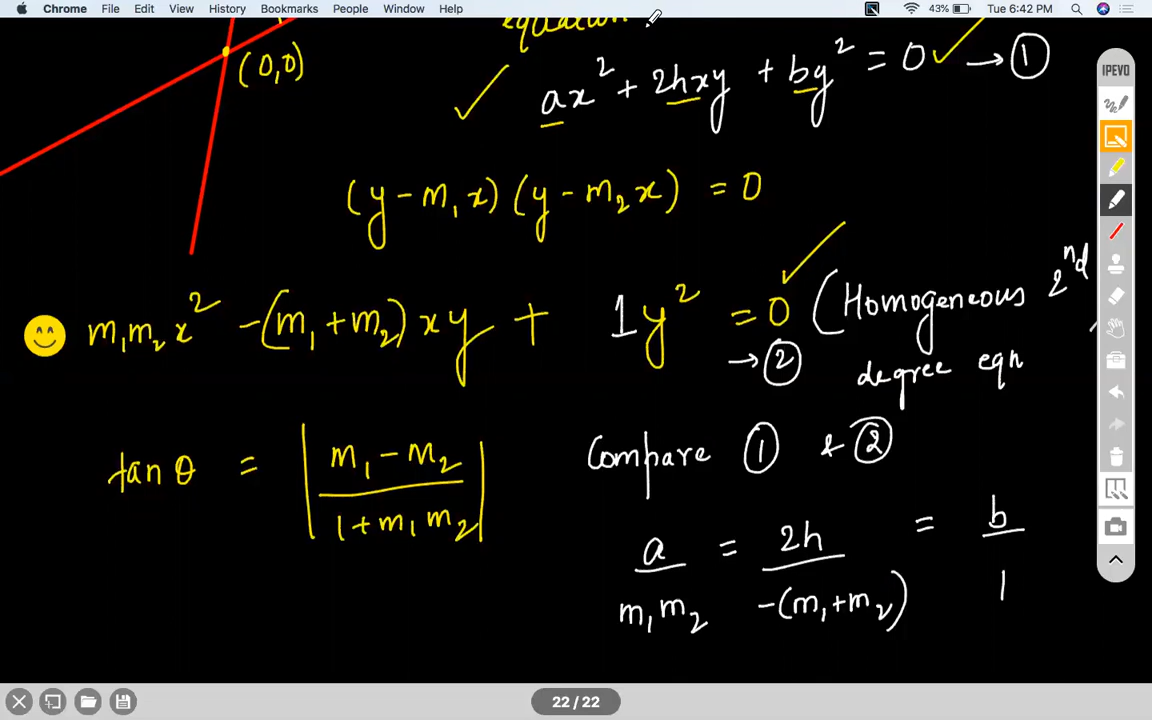 Chrome File Edit View History Bookmarks People Window Help 43% Tue 6:42 PM
equation
(0,0)
ax² + 2hxy + by² = 0 → ①
IPEVO
(y - m₁x) (y - m₂x) = 0
m₁m₂x² -(m₁+m₂)xy + 1y² = 0 (Homogeneous 2nd
→ ②
degree eqn
tan θ = |(m₁ - m₂)/(1 + m₁m₂)|
Compare ① & ②
a/(m₁m₂) = 2h/(-(m₁+m₂)) = b/1
22 / 22